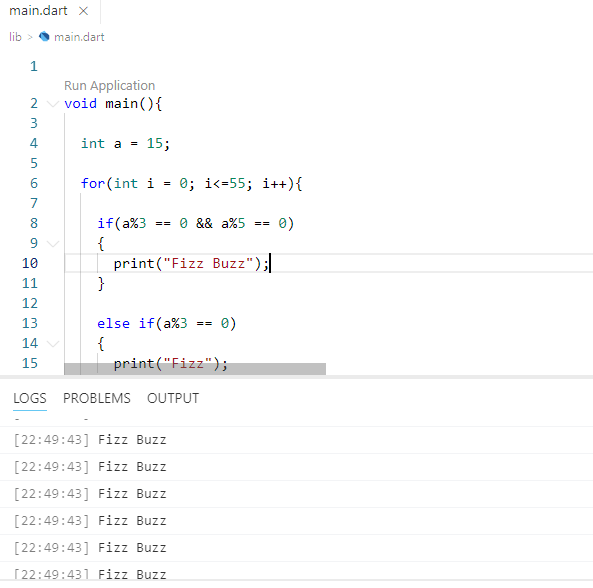 main.dart ×
lib > main.dart
1
Run Application
2 void main(){
3
4 int a = 15;
5
6 for(int i = 0; i<=55; i++){
7
8 if(a%3 == 0 && a%5 == 0)
9 {
10 print("Fizz Buzz");
11 }
12
13 else if(a%3 == 0)
14 {
15 print("Fizz");
LOGS PROBLEMS OUTPUT
[22:49:43] Fizz Buzz
[22:49:43] Fizz Buzz
[22:49:43] Fizz Buzz
[22:49:43] Fizz Buzz
[22:49:43] Fizz Buzz
[22:49:43] Fizz Buzz